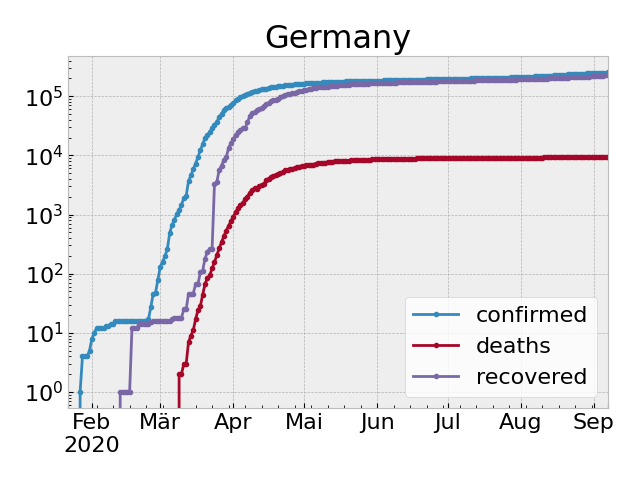 Germany
10^5
10^4
10^3
10^2
10^1
10^0
confirmed
deaths
recovered
Feb Mär Apr Mai Jun Jul Aug Sep
2020